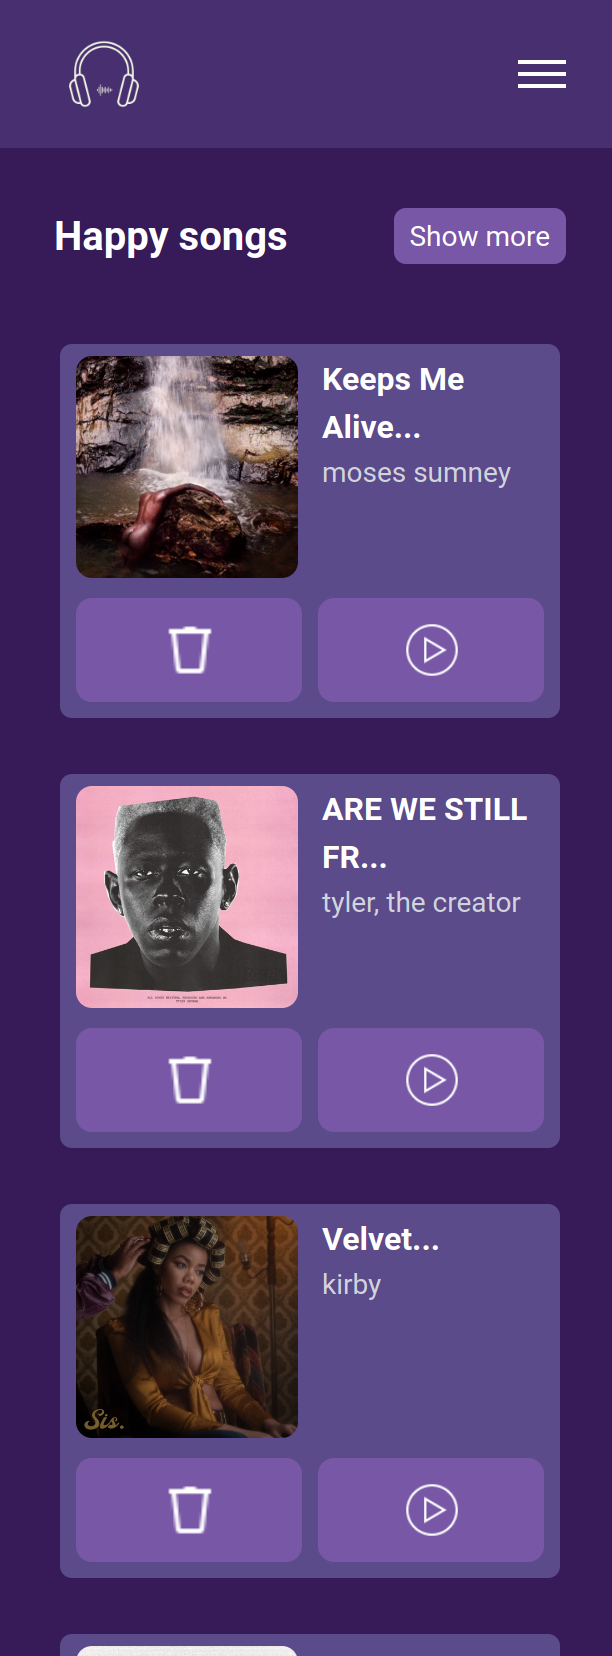 Happy songs
Show more
Keeps Me
Alive...
moses sumney
ARE WE STILL
FR...
tyler, the creator
Velvet...
kirby
Sis.